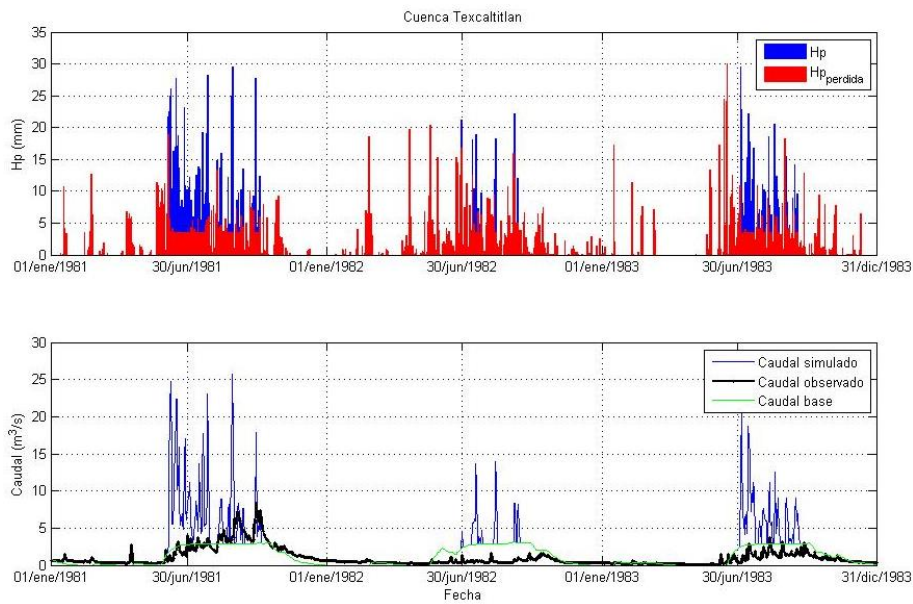 Cuenca Texcaltitlan
35
30
25
20
15
10
5
0
Hp (mm)
Hp
Hp perdida
01/ene/1981 30/jun/1981 01/ene/1982 30/jun/1982 01/ene/1983 30/jun/1983 31/dic/1983
30
25
20
15
10
5
0
Caudal (m³/s)
Caudal simulado
Caudal observado
Caudal base
01/ene/1981 30/jun/1981 01/ene/1982 30/jun/1982 01/ene/1983 30/jun/1983 31/dic/1983
Fecha